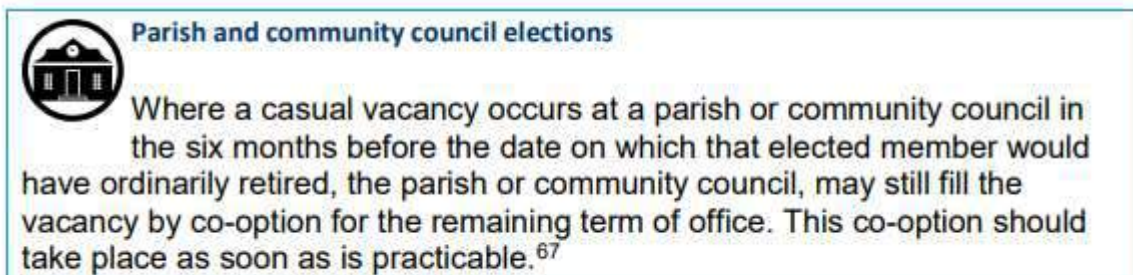 Parish and community council elections
Where a casual vacancy occurs at a parish or community council in
the six months before the date on which that elected member would
have ordinarily retired, the parish or community council, may still fill the
vacancy by co-option for the remaining term of office. This co-option should
take place as soon as is practicable.⁶⁷